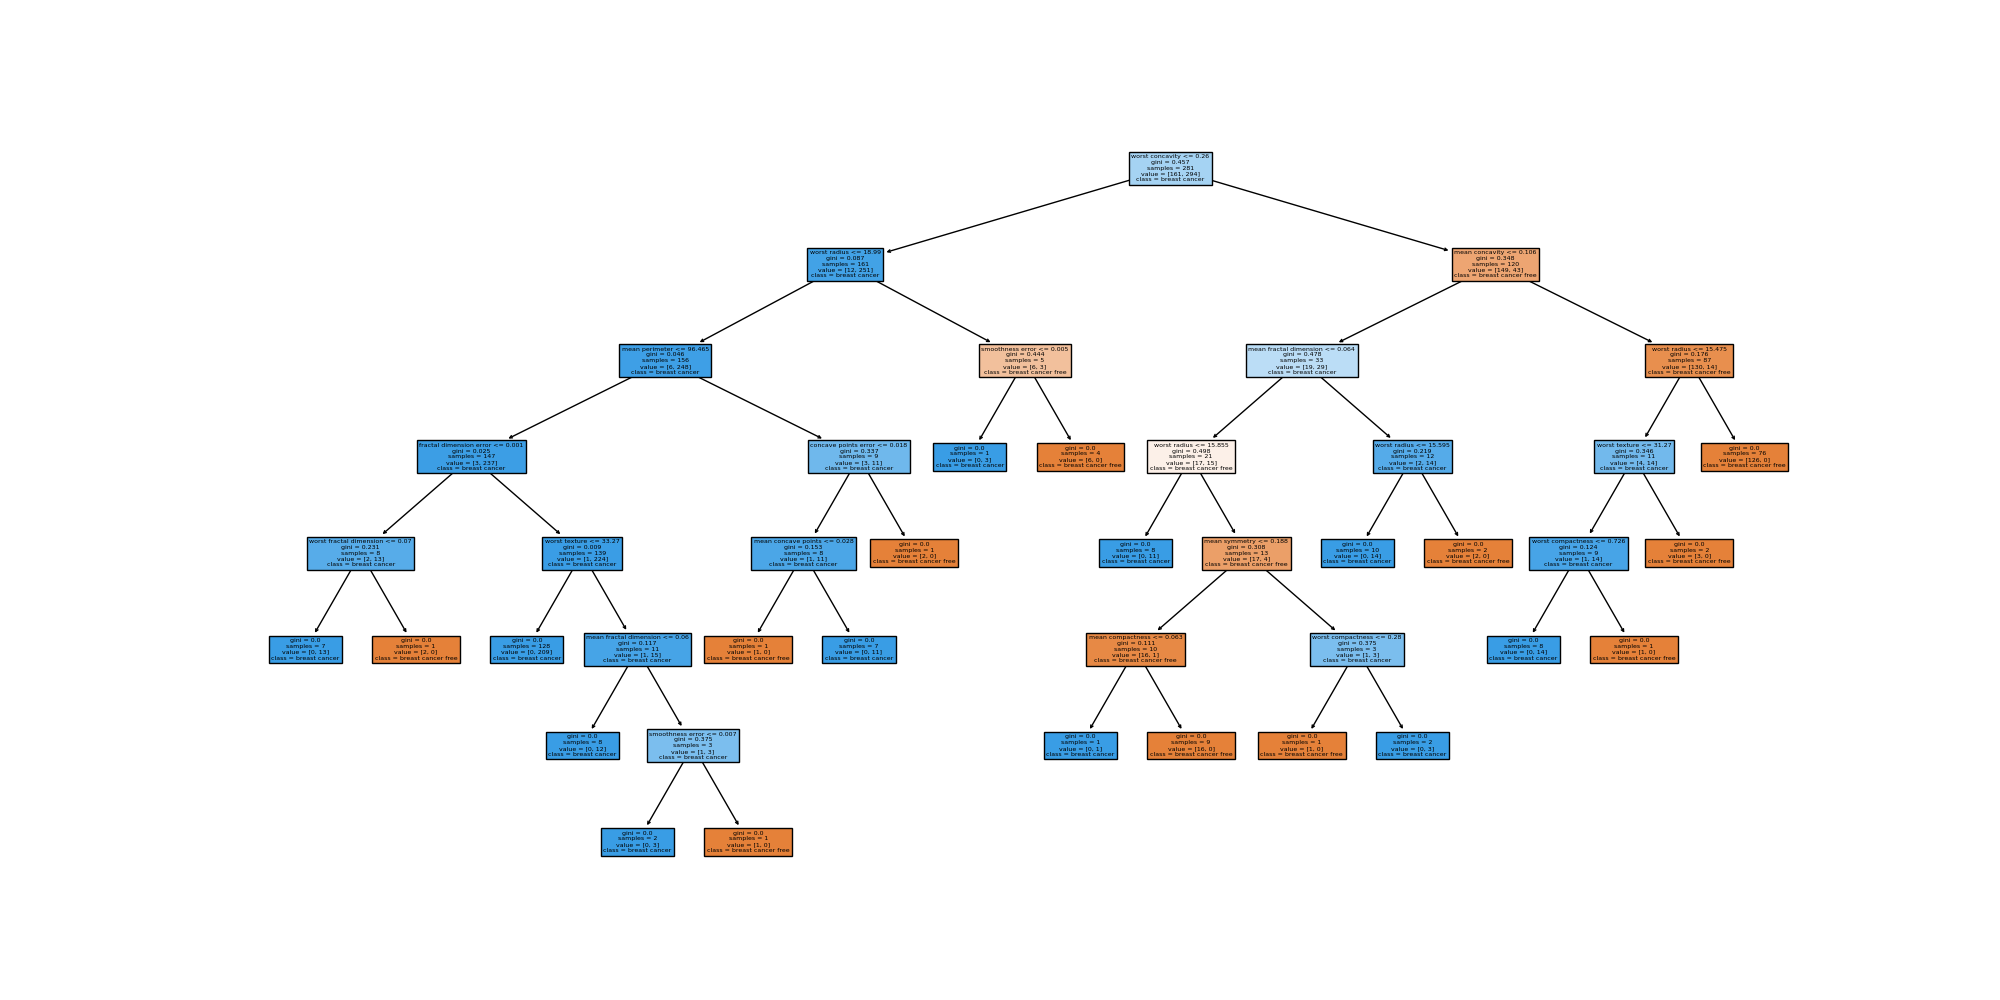 worst concavity <= 0.26
gini = 0.457
samples = 281
value = [161, 294]
class = breast cancer
worst radius <= 18.99
gini = 0.087
samples = 161
value = [12, 251]
class = breast cancer
mean concavity <= 0.106
gini = 0.348
samples = 120
value = [149, 43]
class = breast cancer free
mean perimeter <= 96.465
gini = 0.046
samples = 156
value = [6, 248]
class = breast cancer
smoothness error <= 0.005
gini = 0.444
samples = 5
value = [6, 3]
class = breast cancer free
mean fractal dimension <= 0.064
gini = 0.478
samples = 33
value = [19, 29]
class = breast cancer
worst radius <= 15.475
gini = 0.176
samples = 87
value = [130, 14]
class = breast cancer free
fractal dimension error <= 0.001
gini = 0.025
samples = 147
value = [3, 237]
class = breast cancer
concave points error <= 0.018
gini = 0.337
samples = 9
value = [3, 11]
class = breast cancer
gini = 0.0
samples = 1
value = [0, 3]
class = breast cancer
gini = 0.0
samples = 4
value = [6, 0]
class = breast cancer free
worst radius <= 15.855
gini = 0.498
samples = 21
value = [17, 15]
class = breast cancer free
worst radius <= 15.595
gini = 0.219
samples = 12
value = [2, 14]
class = breast cancer
worst texture <= 31.27
gini = 0.346
samples = 11
value = [4, 14]
class = breast cancer
gini = 0.0
samples = 76
value = [126, 0]
class = breast cancer free
worst fractal dimension <= 0.07
gini = 0.231
samples = 8
value = [2, 13]
class = breast cancer
worst texture <= 33.27
gini = 0.009
samples = 139
value = [1, 224]
class = breast cancer
mean concave points <= 0.028
gini = 0.153
samples = 8
value = [1, 11]
class = breast cancer
gini = 0.0
samples = 1
value = [2, 0]
class = breast cancer free
gini = 0.0
samples = 8
value = [0, 11]
class = breast cancer
mean symmetry <= 0.188
gini = 0.308
samples = 13
value = [17, 4]
class = breast cancer free
gini = 0.0
samples = 10
value = [0, 14]
class = breast cancer
gini = 0.0
samples = 2
value = [2, 0]
class = breast cancer free
worst compactness <= 0.726
gini = 0.124
samples = 9
value = [1, 14]
class = breast cancer
gini = 0.0
samples = 2
value = [3, 0]
class = breast cancer free
gini = 0.0
samples = 7
value = [0, 13]
class = breast cancer
gini = 0.0
samples = 1
value = [2, 0]
class = breast cancer free
gini = 0.0
samples = 128
value = [0, 209]
class = breast cancer
mean fractal dimension <= 0.06
gini = 0.117
samples = 11
value = [1, 15]
class = breast cancer
gini = 0.0
samples = 1
value = [1, 0]
class = breast cancer free
gini = 0.0
samples = 7
value = [0, 11]
class = breast cancer
mean compactness <= 0.063
gini = 0.111
samples = 10
value = [16, 1]
class = breast cancer free
worst compactness <= 0.28
gini = 0.375
samples = 3
value = [1, 3]
class = breast cancer
gini = 0.0
samples = 8
value = [0, 14]
class = breast cancer
gini = 0.0
samples = 1
value = [1, 0]
class = breast cancer free
gini = 0.0
samples = 8
value = [0, 12]
class = breast cancer
smoothness error <= 0.007
gini = 0.375
samples = 3
value = [1, 3]
class = breast cancer
gini = 0.0
samples = 1
value = [0, 1]
class = breast cancer
gini = 0.0
samples = 9
value = [16, 0]
class = breast cancer free
gini = 0.0
samples = 1
value = [1, 0]
class = breast cancer free
gini = 0.0
samples = 2
value = [0, 3]
class = breast cancer
gini = 0.0
samples = 2
value = [0, 3]
class = breast cancer
gini = 0.0
samples = 1
value = [1, 0]
class = breast cancer free